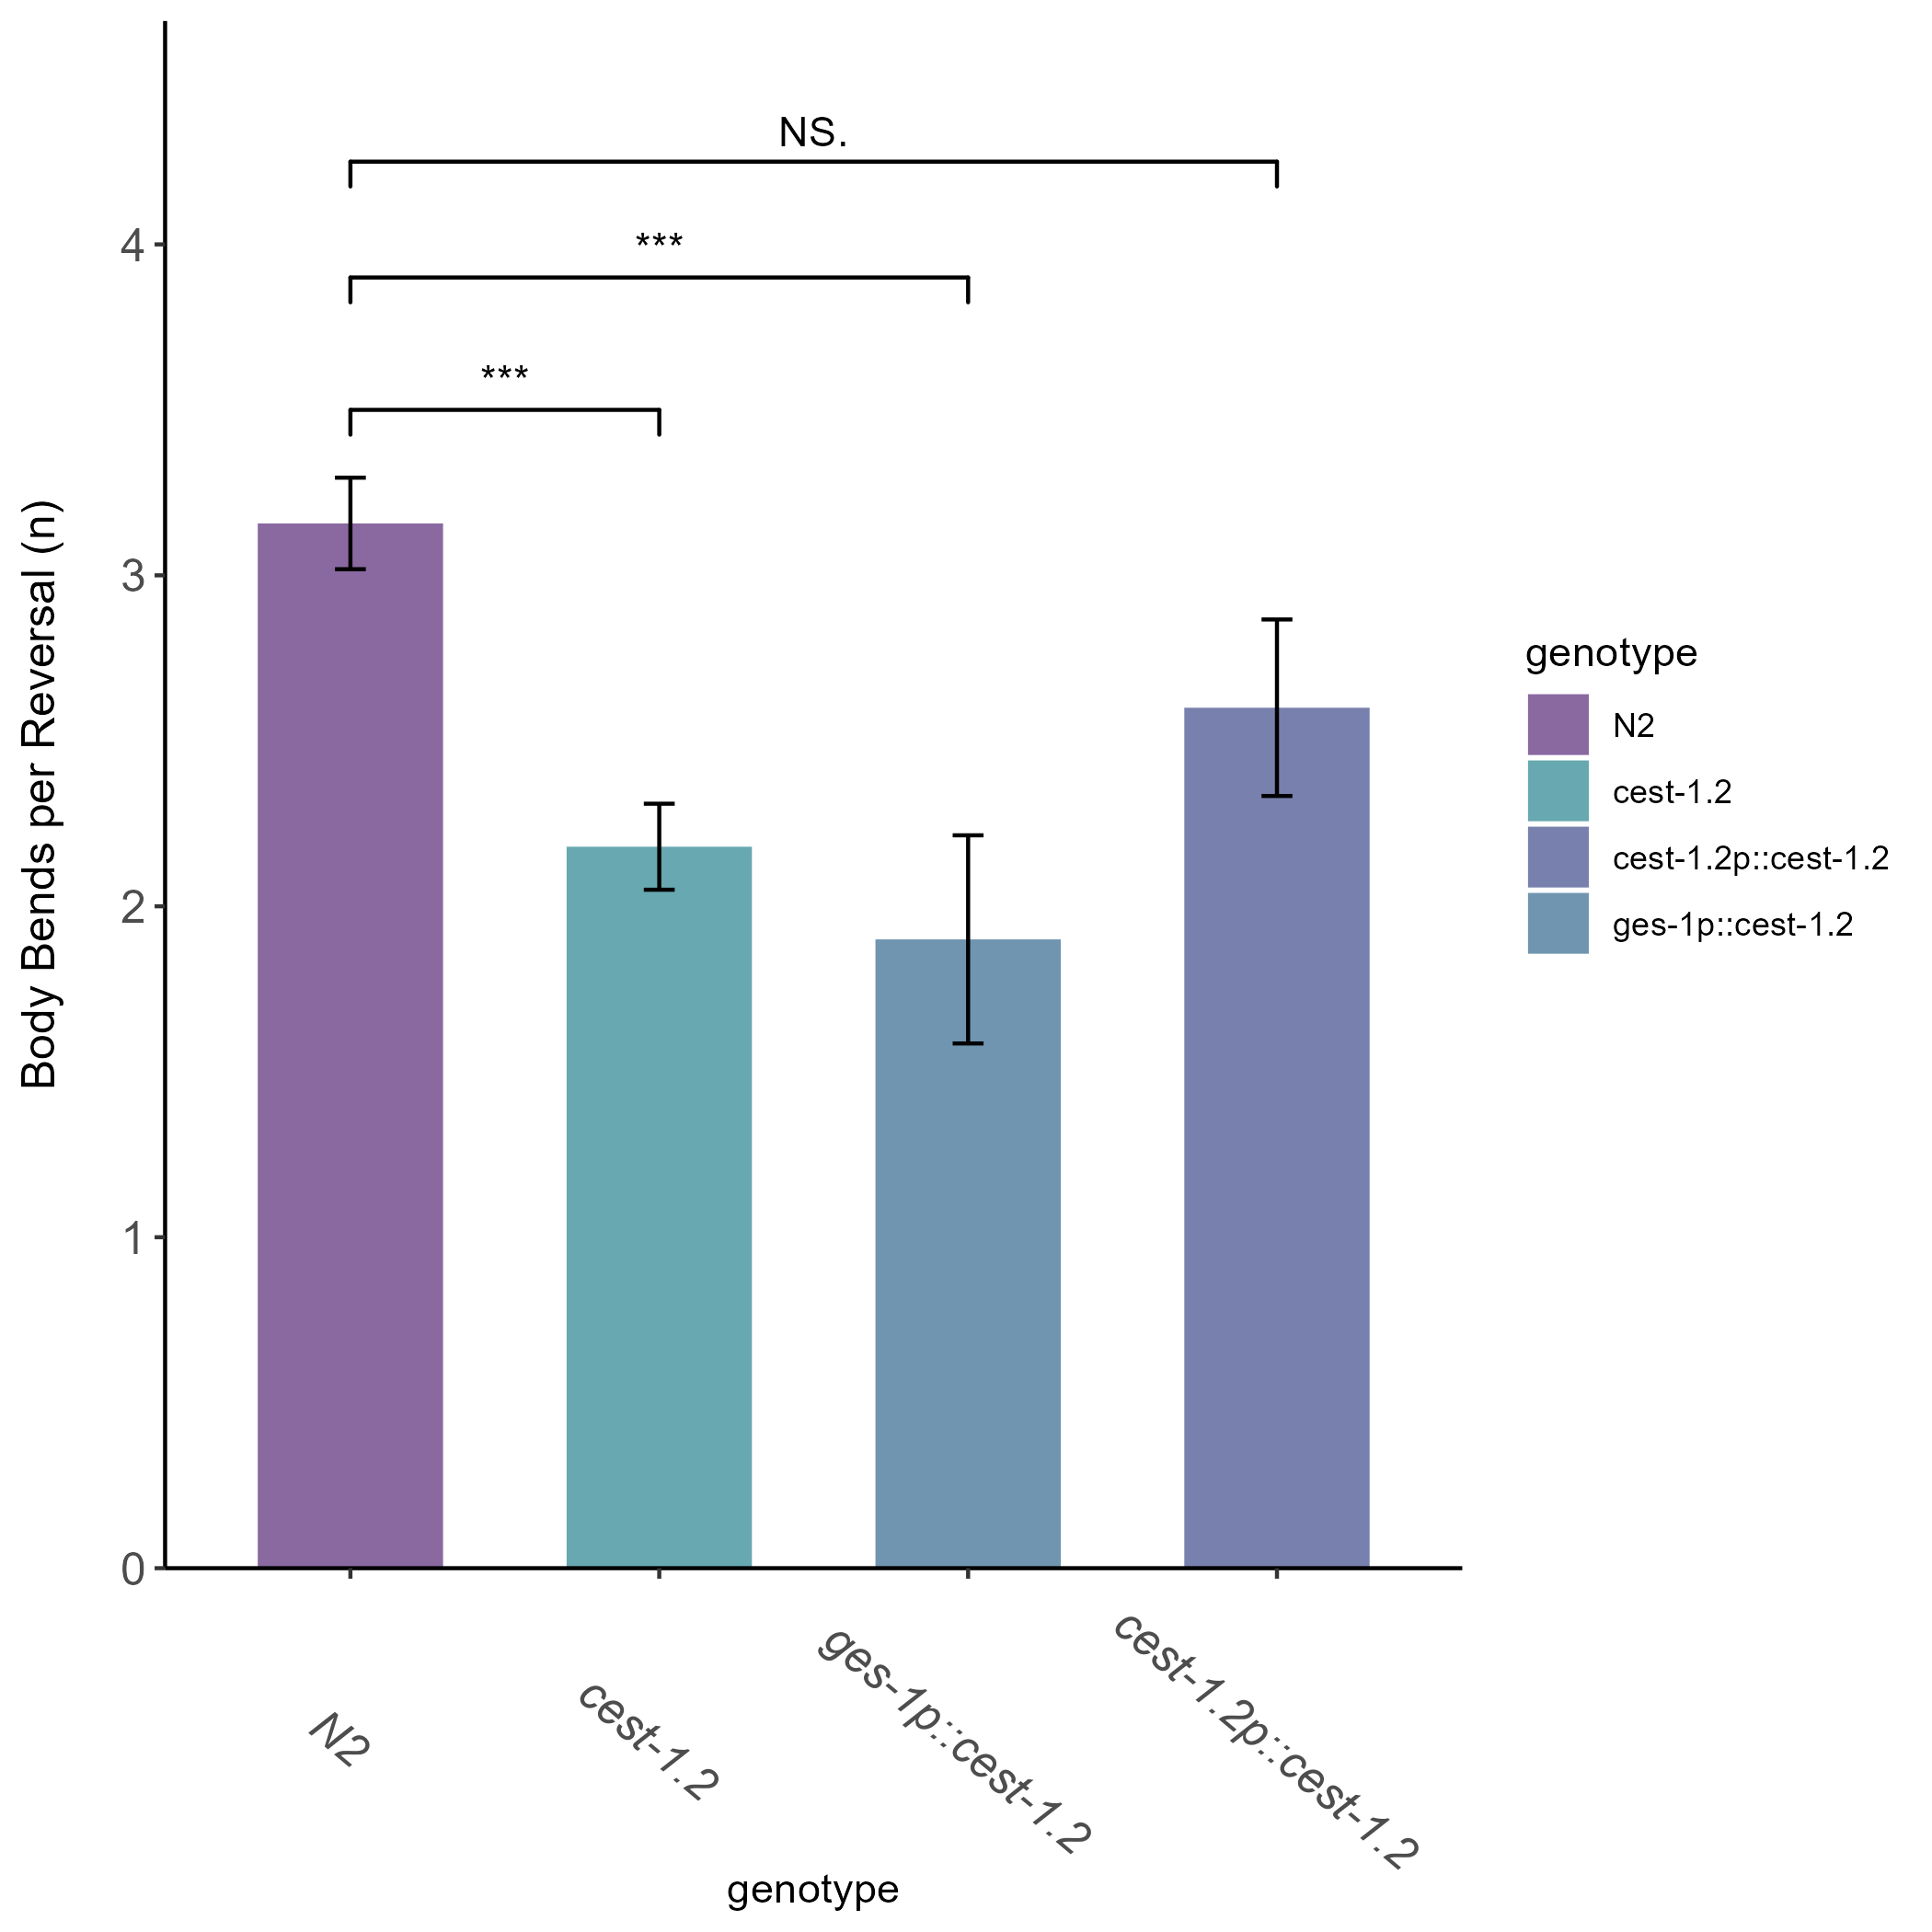 NS.
***
***
4
3
2
1
0
Body Bends per Reversal (n)
N2
cest-1.2
ges-1p::cest-1.2
cest-1.2p::cest-1.2
genotype
genotype
N2
cest-1.2
cest-1.2p::cest-1.2
ges-1p::cest-1.2